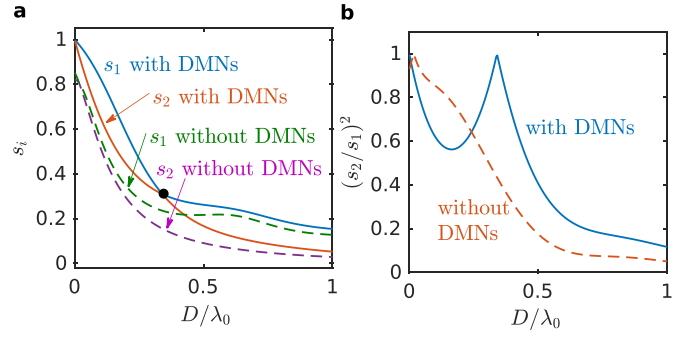 a
1
0.8
0.6
0.4
0.2
0
s_i
s_1 with DMNs
s_2 with DMNs
s_1 without DMNs
s_2 without DMNs
0
0.5
1
D/λ_0
b
1
0.8
0.6
0.4
0.2
0
(s_2/s_1)^2
with DMNs
without
DMNs
0
0.5
1
D/λ_0